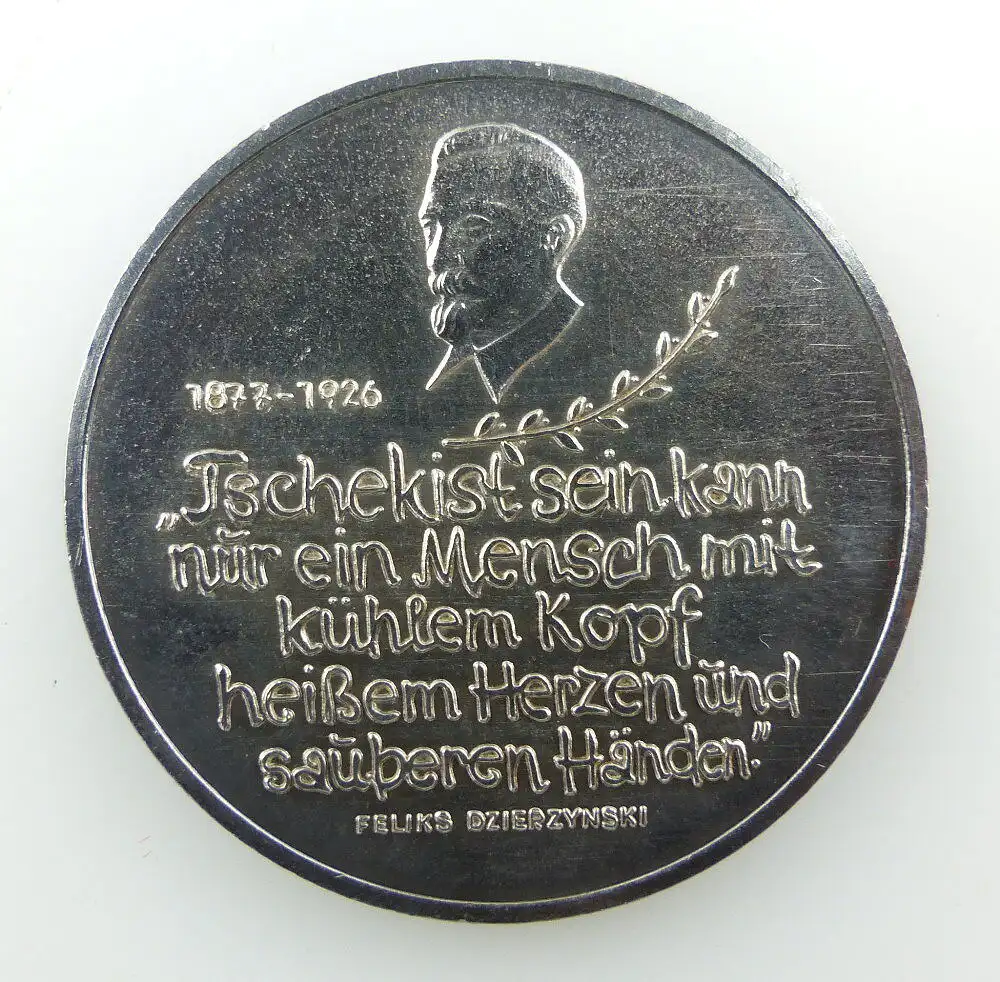 1877-1926
„Tschekist sein kann
nur ein Mensch mit
kühlem Kopf
heißem Herzen und
sauberen Händen."
FELIKS DZIERZYNSKI